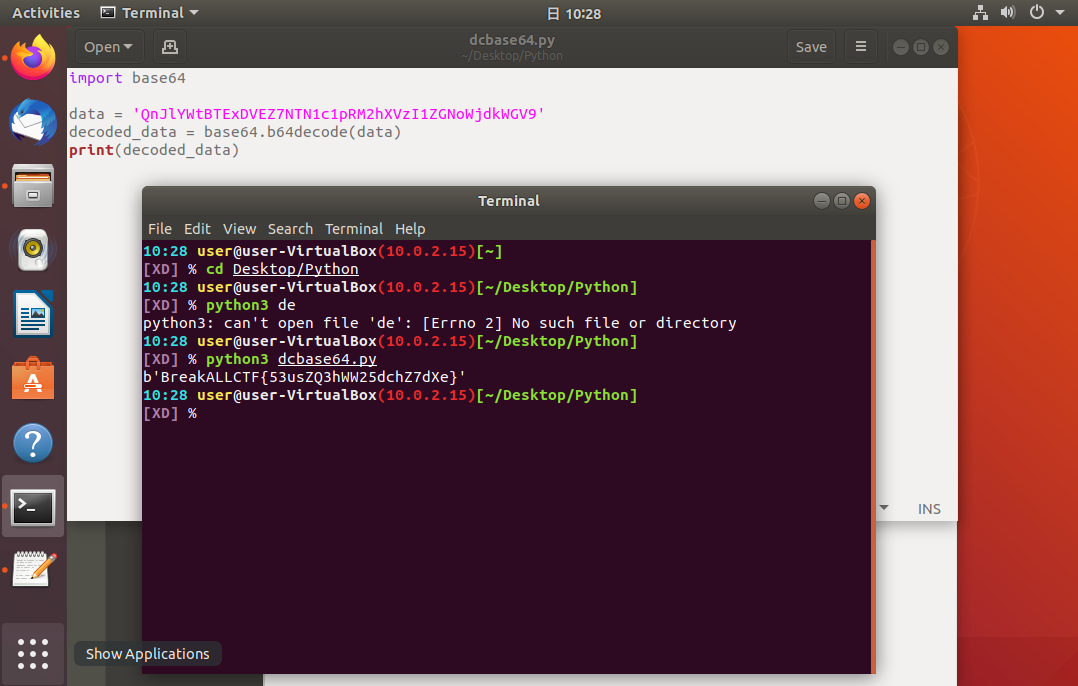 Activities Terminal 日 10:28
Open dcbase64.py Save
~/Desktop/Python
import base64
data = 'QnJlYWtBTExDVEZ7NTN1c1pRM2hXVzI1ZGNoWjdkWGV9'
decoded_data = base64.b64decode(data)
print(decoded_data)
Terminal
File Edit View Search Terminal Help
10:28 user@user-VirtualBox(10.0.2.15)[~]
[XD] % cd Desktop/Python
10:28 user@user-VirtualBox(10.0.2.15)[~/Desktop/Python]
[XD] % python3 de
python3: can't open file 'de': [Errno 2] No such file or directory
10:28 user@user-VirtualBox(10.0.2.15)[~/Desktop/Python]
[XD] % python3 dcbase64.py
b'BreakALLCTF{53usZQ3hWW25dchZ7dXe}'
10:28 user@user-VirtualBox(10.0.2.15)[~/Desktop/Python]
[XD] %
INS
Show Applications